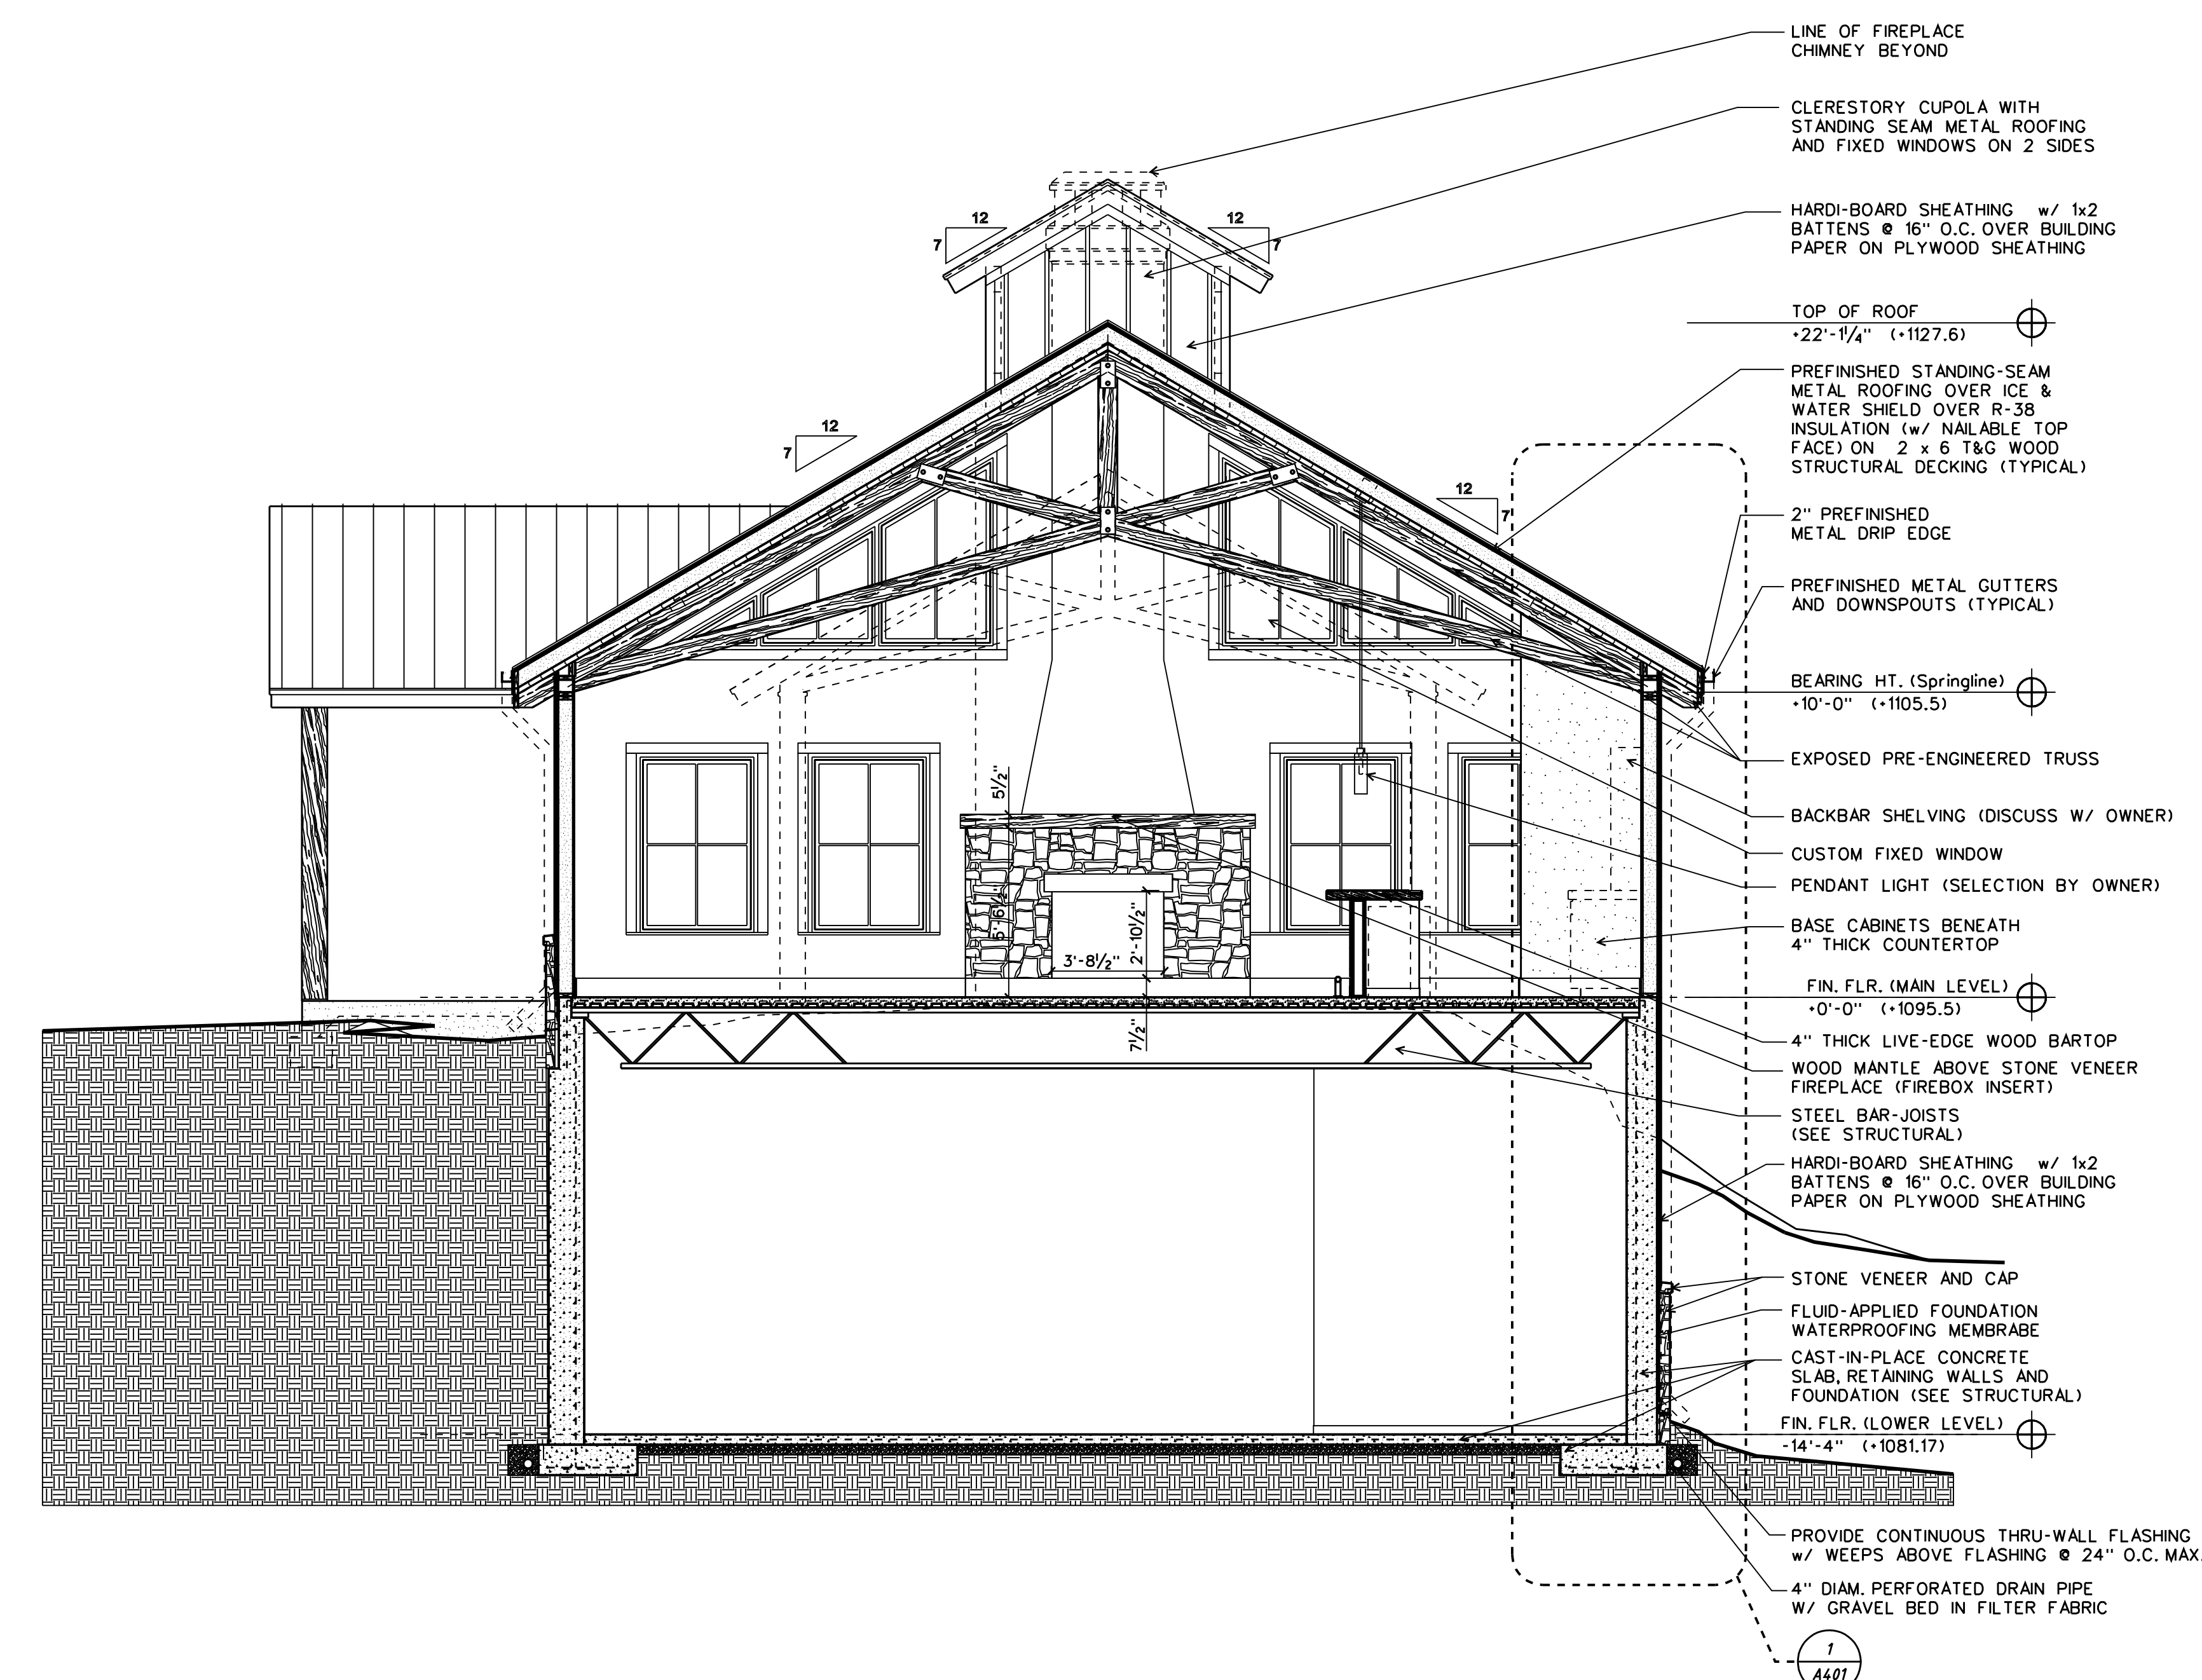 LINE OF FIREPLACE
CHIMNEY BEYOND
CLERESTORY CUPOLA WITH
STANDING SEAM METAL ROOFING
AND FIXED WINDOWS ON 2 SIDES
HARDI-BOARD SHEATHING w/ 1x2
BATTENS @ 16" O.C. OVER BUILDING
PAPER ON PLYWOOD SHEATHING
TOP OF ROOF
+22'-1¼" (+1127.6)
PREFINISHED STANDING-SEAM
METAL ROOFING OVER ICE &
WATER SHIELD OVER R-38
INSULATION (w/ NAILABLE TOP
FACE) ON 2 x 6 T&G WOOD
STRUCTURAL DECKING (TYPICAL)
2" PREFINISHED
METAL DRIP EDGE
PREFINISHED METAL GUTTERS
AND DOWNSPOUTS (TYPICAL)
BEARING HT. (Springline)
+10'-0" (+1105.5)
EXPOSED PRE-ENGINEERED TRUSS
BACKBAR SHELVING (DISCUSS W/ OWNER)
CUSTOM FIXED WINDOW
PENDANT LIGHT (SELECTION BY OWNER)
BASE CABINETS BENEATH
4" THICK COUNTERTOP
FIN. FLR. (MAIN LEVEL)
+0'-0" (+1095.5)
4" THICK LIVE-EDGE WOOD BARTOP
WOOD MANTLE ABOVE STONE VENEER
FIREPLACE (FIREBOX INSERT)
STEEL BAR-JOISTS
(SEE STRUCTURAL)
HARDI-BOARD SHEATHING w/ 1x2
BATTENS @ 16" O.C. OVER BUILDING
PAPER ON PLYWOOD SHEATHING
STONE VENEER AND CAP
FLUID-APPLIED FOUNDATION
WATERPROOFING MEMBRABE
CAST-IN-PLACE CONCRETE
SLAB, RETAINING WALLS AND
FOUNDATION (SEE STRUCTURAL)
FIN. FLR. (LOWER LEVEL)
-14'-4" (+1081.17)
PROVIDE CONTINUOUS THRU-WALL FLASHING
w/ WEEPS ABOVE FLASHING @ 24" O.C. MAX.
4" DIAM. PERFORATED DRAIN PIPE
W/ GRAVEL BED IN FILTER FABRIC
1
A401
12
7
12
7
12
7
12
7
5½"
5'-6½"
3'-8½"
2'-10½"
7½"